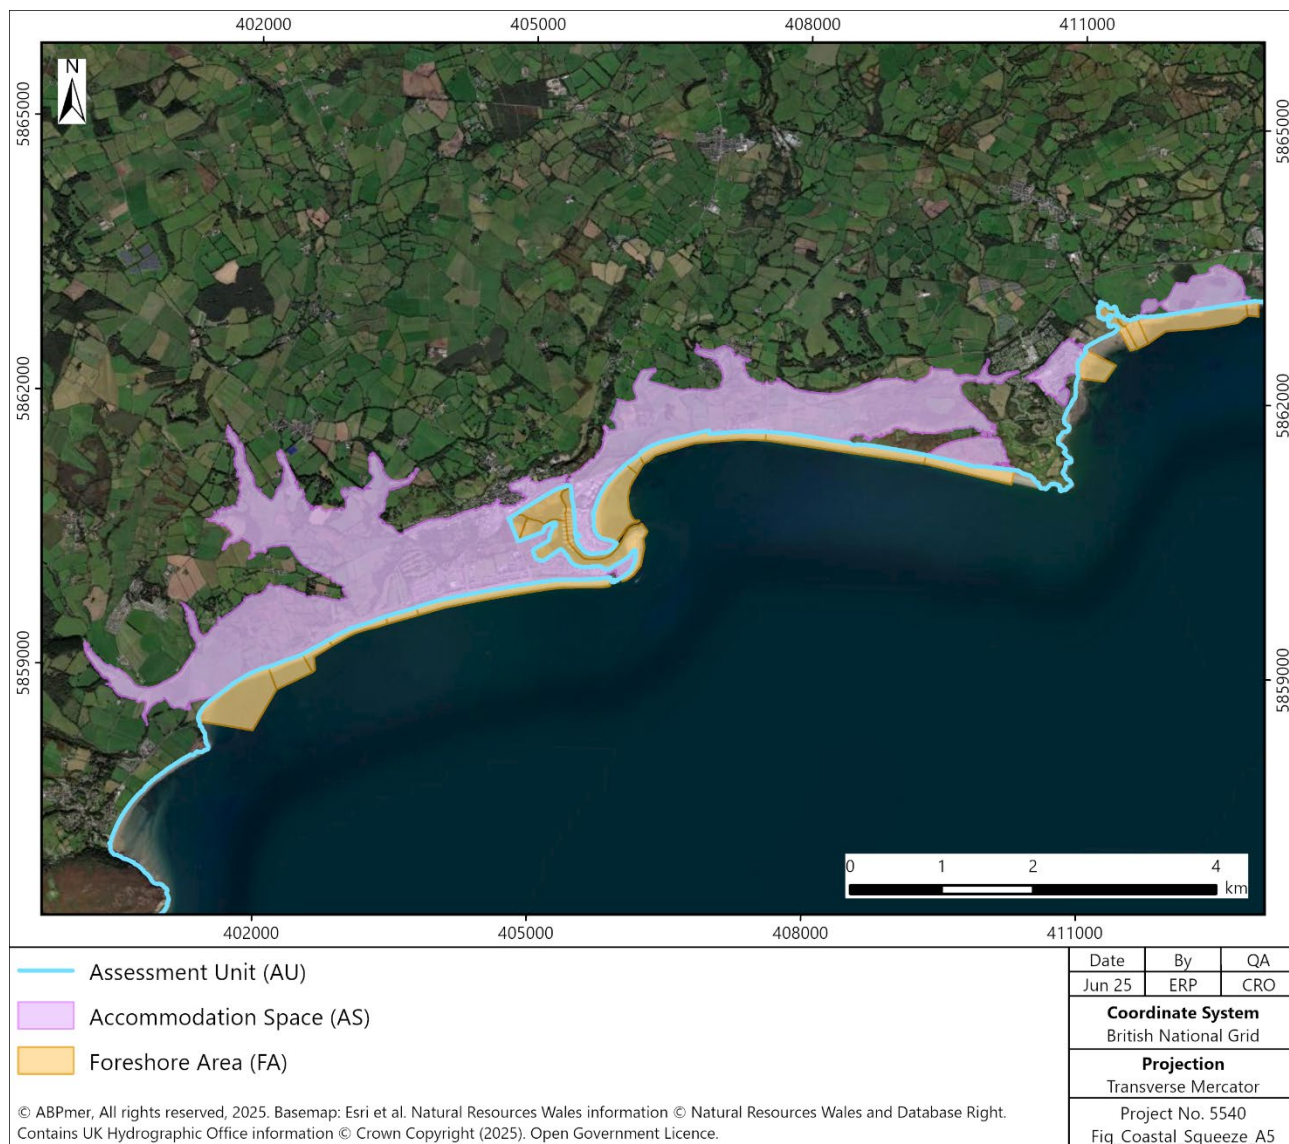 402000 405000 408000 411000
N
5865000 5865000
5862000 5862000
5859000 5859000
0 1 2 4
km
402000 405000 408000 411000
Assessment Unit (AU)
Accommodation Space (AS)
Foreshore Area (FA)
© ABPmer, All rights reserved, 2025. Basemap: Esri et al. Natural Resources Wales information © Natural Resources Wales and Database Right.
Contains UK Hydrographic Office information © Crown Copyright (2025). Open Government Licence.
Date By QA
Jun 25 ERP CRO
Coordinate System
British National Grid
Projection
Transverse Mercator
Project No. 5540
Fig_Coastal_Squeeze_A5